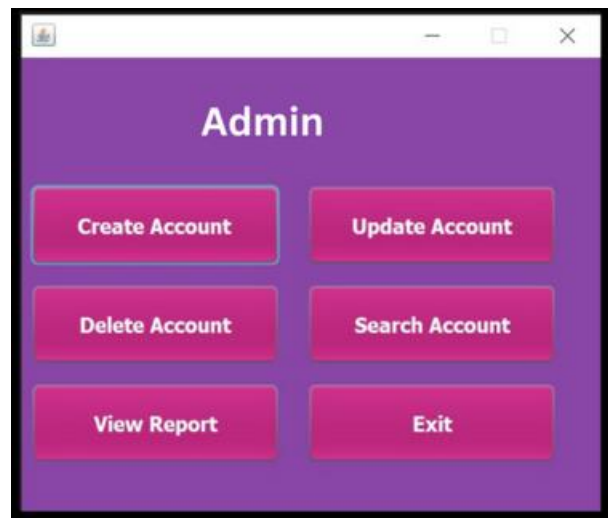 Admin
Create Account
Update Account
Delete Account
Search Account
View Report
Exit